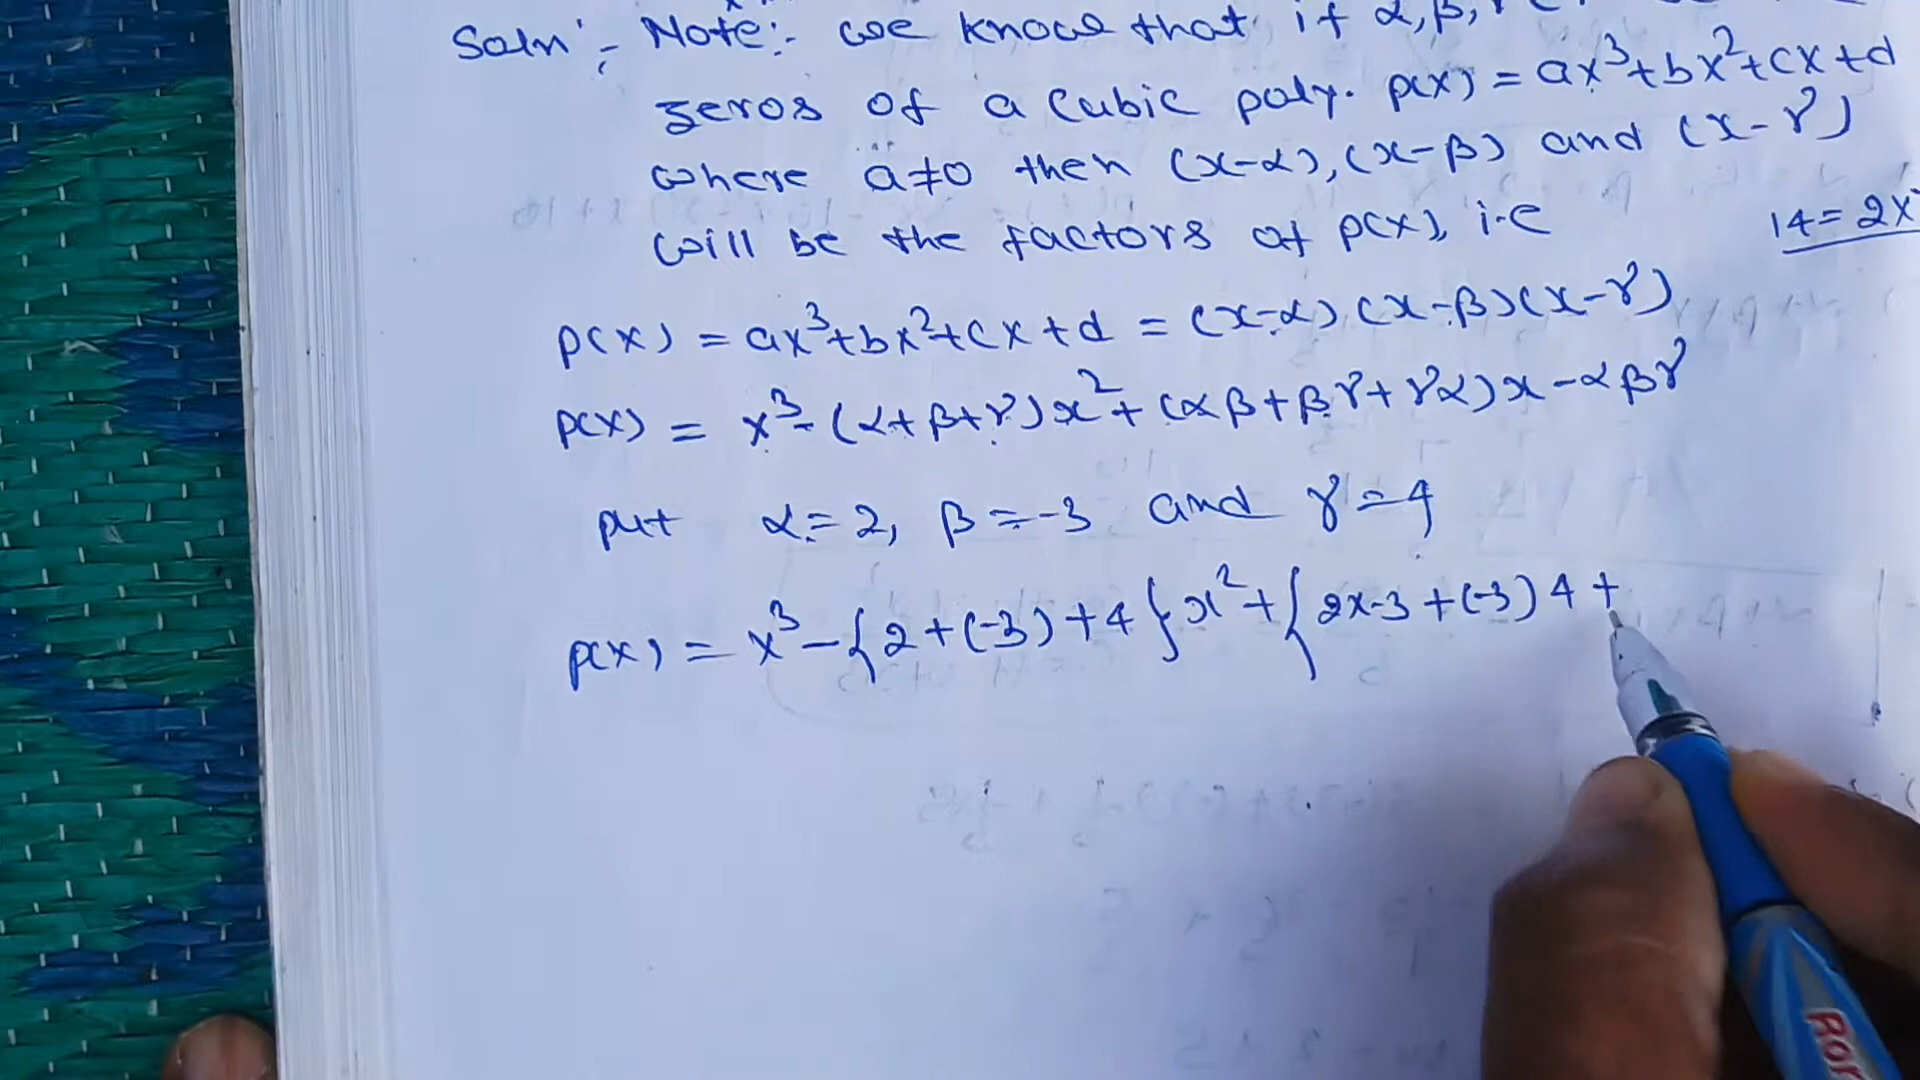 Soln:- Note:- we know that if α, β, γ
zeros of a cubic poly. p(x) = ax³+bx²+cx+d
where a≠0 then (x-α), (x-β) and (x-γ)
will be the factors of p(x), i.e
14=2x
p(x) = ax³+bx²+cx+d = (x-α)(x-β)(x-γ)
p(x) = x³-(α+β+γ)x²+(αβ+βγ+γα)x-αβγ
put α=2, β=-3 and γ=4
p(x) = x³-{2+(-3)+4}x²+{2x-3+(-3)4+